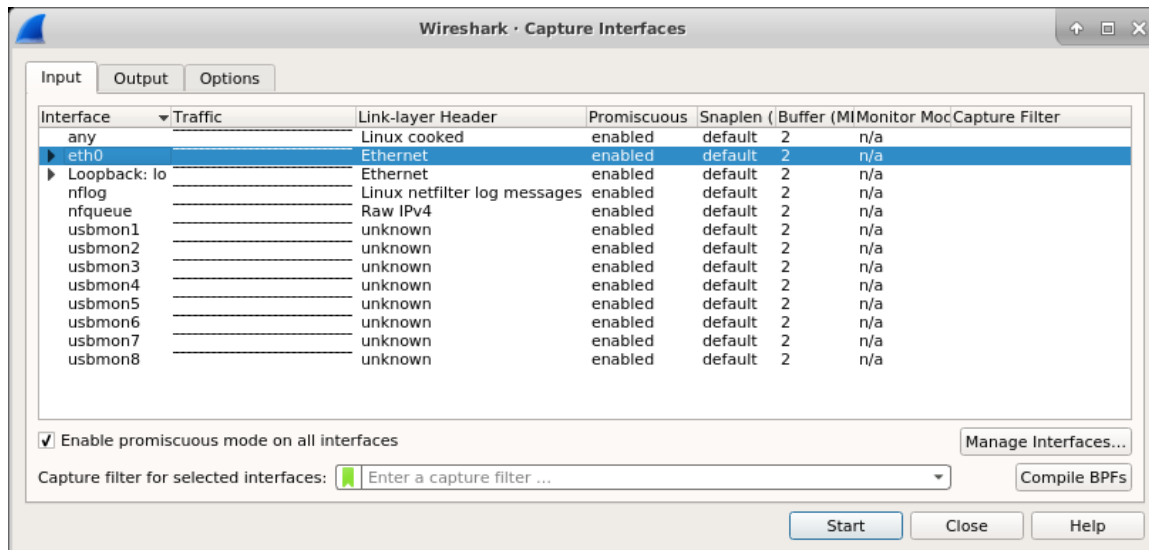 Wireshark · Capture Interfaces
Input Output Options
Interface Traffic Link-layer Header Promiscuous Snaplen ( Buffer (MI Monitor Moc Capture Filter
any Linux cooked enabled default 2 n/a
eth0 Ethernet enabled default 2 n/a
Loopback: lo Ethernet enabled default 2 n/a
nflog Linux netfilter log messages enabled default 2 n/a
nfqueue Raw IPv4 enabled default 2 n/a
usbmon1 unknown enabled default 2 n/a
usbmon2 unknown enabled default 2 n/a
usbmon3 unknown enabled default 2 n/a
usbmon4 unknown enabled default 2 n/a
usbmon5 unknown enabled default 2 n/a
usbmon6 unknown enabled default 2 n/a
usbmon7 unknown enabled default 2 n/a
usbmon8 unknown enabled default 2 n/a
Enable promiscuous mode on all interfaces Manage Interfaces...
Capture filter for selected interfaces: Enter a capture filter ... Compile BPFs
Start Close Help